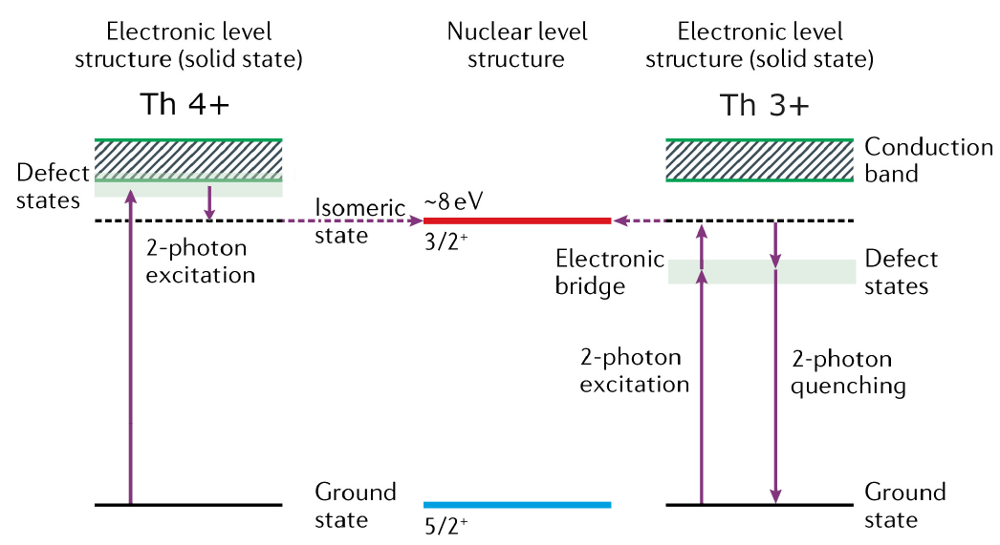 Electronic level
structure (solid state)
Th 4+
Nuclear level
structure
Electronic level
structure (solid state)
Th 3+
Defect
states
Conduction
band
Isomeric
state
~8 eV
3/2⁺
2-photon
excitation
Electronic
bridge
Defect
states
2-photon
excitation
2-photon
quenching
Ground
state
5/2⁺
Ground
state